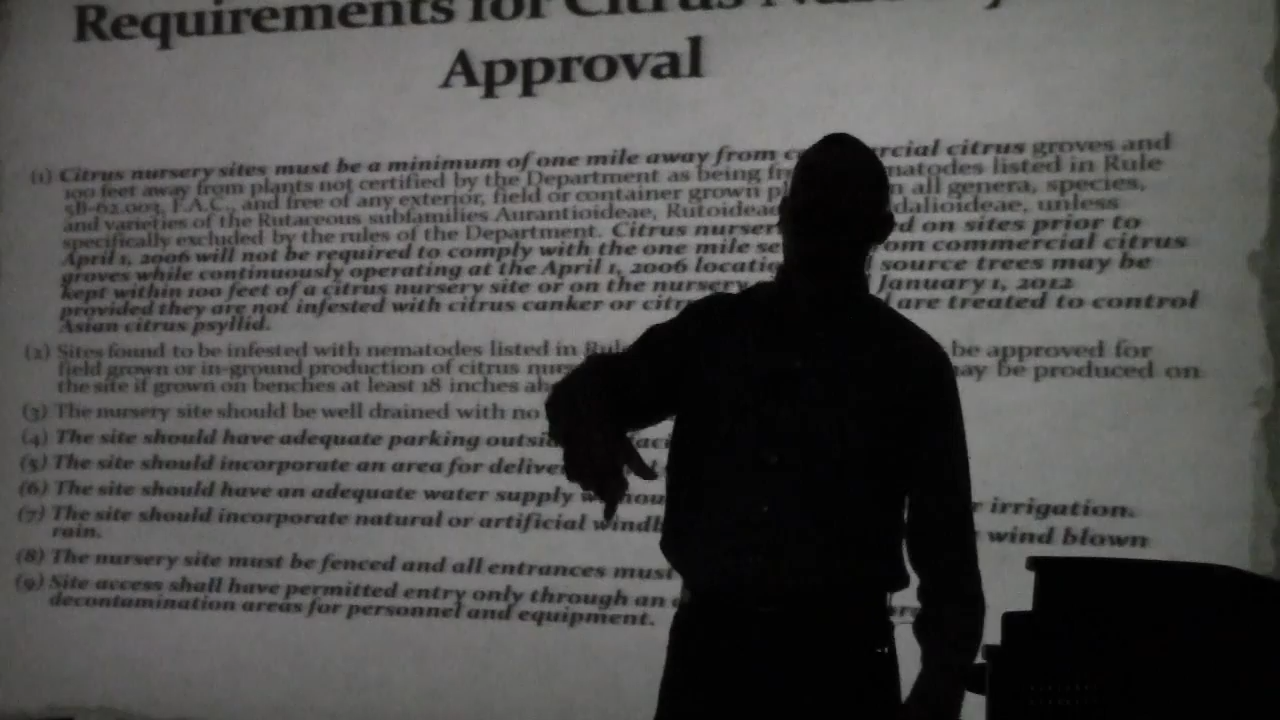 Requirements for Citrus
Approval
(1) Citrus nursery sites must be a minimum of one mile away from commercial citrus groves and
100 feet away from plants not certified by the Department as being nematodes listed in Rule
5B-62.003, F.A.C., and free of any exterior, field or container grown all genera, species,
and varieties of the Rutaceous subfamilies Aurantioideae, Rutoideae unless
specifically excluded by the rules of the Department. Citrus on sites prior to
April 1, 2006 will not be required to comply with the one mile commercial citrus
groves while continuously operating at the April 1, 2006 source trees may be
kept within 100 feet of a citrus nursery site or on the nursery January 1, 2012
provided they are not infested with citrus canker or are treated to control
Asian citrus psyllid.
(2) Sites found to be infested with nematodes listed in be approved for
field grown or in-ground production of citrus may be produced on
the site if grown on benches at least 18 inches
(3) The nursery site should be well drained with no
(4) The site should have adequate parking
(5) The site should incorporate an area for
(6) The site should have an adequate water supply irrigation.
(7) The site should incorporate natural or artificial wind blown
rain.
(8) The nursery site must be fenced and all entrances must
(9) Site access shall have permitted entry only through an
decontamination areas for personnel and equipment.